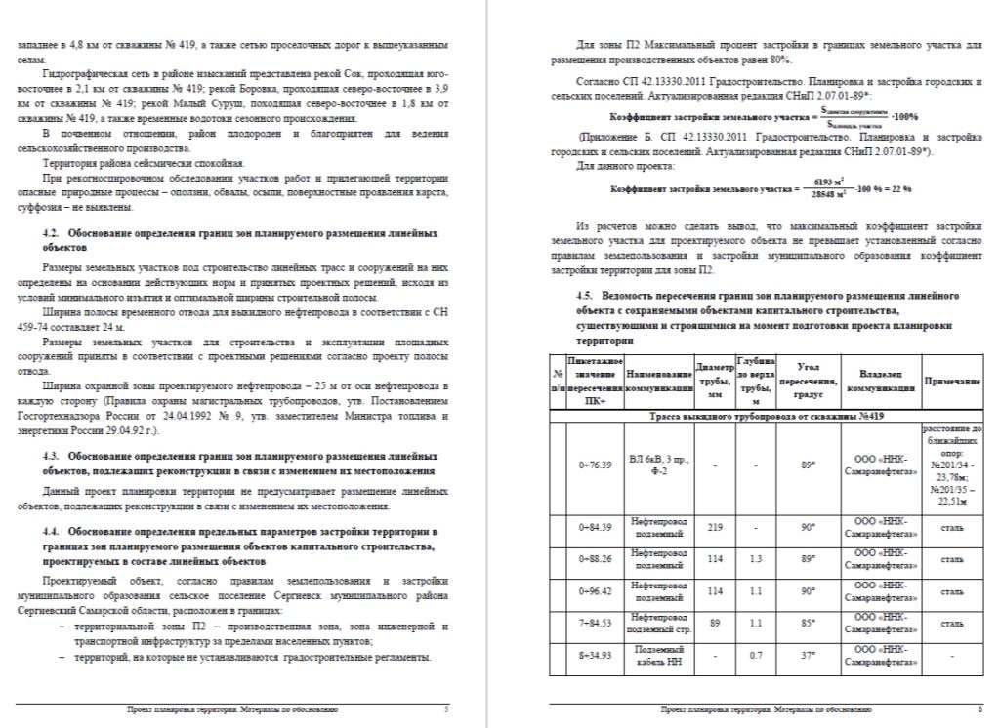 западнее в 4,8 км от скважины № 419, а также сетью проселочных дорог к вышеуказанным
селам.
Гидрографическая сеть в районе изысканий представлена рекой Сок, проходящая юго-
восточнее в 2,1 км от скважины № 419; рекой Боровка, проходящая северо-восточнее в 3,9
км от скважины № 419; рекой Малый Суруш, походящая северо-восточнее в 1,8 км от
скважины № 419, а также временные водотоки сезонного происхождения.
В почвенном отношении, район плодороден и благоприятен для ведения
сельскохозяйственного производства.
Территория района сейсмически спокойная.
При рекогносцировочном обследовании участков работ и прилегающей территории
опасные природные процессы – оползни, обвалы, осыпи, поверхностные проявления карста,
суффозия – не выявлены.
4.2. Обоснование определения границ зон планируемого размещения линейных
объектов
Размеры земельных участков под строительство линейных трасс и сооружений на них
определены на основании действующих норм и принятых проектных решений, исходя из
условий минимального изъятия и оптимальной ширины строительной полосы.
Ширина полосы временного отвода для выкидного нефтепровода в соответствии с СН
459-74 составляет 24 м.
Размеры земельных участков для строительства и эксплуатации площадных
сооружений приняты в соответствии с проектными решениями согласно проекту полосы
отвода.
Ширина охранной зоны проектируемого нефтепровода – 25 м от оси нефтепровода в
каждую сторону (Правила охраны магистральных трубопроводов, утв. Постановлением
Госгортехнадзора России от 24.04.1992 № 9, утв. заместителем Министра топлива и
энергетики России 29.04.92 г.).
4.3. Обоснование определения границ зон планируемого размещения линейных
объектов, подлежащих реконструкции в связи с изменением их местоположения
Данный проект планировки территории не предусматривает размещение линейных
объектов, подлежащих реконструкции в связи с изменением их местоположения.
4.4. Обоснование определения предельных параметров застройки территории в
границах зон планируемого размещения объектов капитального строительства,
проектируемых в составе линейных объектов
Проектируемый объект, согласно правилам землепользования и застройки
муниципального образования сельское поселение Сергиевск муниципального района
Сергиевский Самарской области, расположен в границах:
– территориальной зоны П2 – производственная зона, зона инженерной и
транспортной инфраструктур за пределами населенных пунктов;
– территорий, на которые не устанавливаются градостроительные регламенты.
Проект планировки территории. Материалы по обоснованию 5
Для зоны П2 Максимальный процент застройки в границах земельного участка для
размещения производственных объектов равен 80%.
Согласно СП 42.13330.2011 Градостроительство. Планировка и застройка городских и
сельских поселений. Актуализированная редакция СНиП 2.07.01-89*:
Коэффициент застройки земельного участка = S занятая сооружением / S площадь участка ·100%
(Приложение Б. СП 42.13330.2011 Градостроительство. Планировка и застройка
городских и сельских поселений. Актуализированная редакция СНиП 2.07.01-89*).
Для данного проекта:
Коэффициент застройки земельного участка = 6193 м² / 28548 м² ·100 % = 22 %
Из расчетов можно сделать вывод, что максимальный коэффициент застройки
земельного участка для проектируемого объекта не превышает установленный согласно
правилам землепользования и застройки муниципального образования коэффициент
застройки территории для зоны П2.
4.5. Ведомость пересечения границ зон планируемого размещения линейного
объекта с сохраняемыми объектами капитального строительства,
существующими и строящимися на момент подготовки проекта планировки
территории
№ п/п Пикетажное значение пересечения ПК+ Наименование коммуникации Диаметр трубы, мм Глубина до верха трубы, м Угол пересечения, градус Владелец коммуникации Примечание
Трасса выкидного трубопровода от скважины №419
0+76.39 ВЛ 6кВ, 3 пр., Ф-2 - - 89° ООО «ННК-Самаранефтегаз» расстояние до ближайших опор: №201/34 - 23,78м; №201/35 – 22,51м
0+84.39 Нефтепровод подземный 219 - 90° ООО «ННК-Самаранефтегаз» сталь
0+88.26 Нефтепровод подземный 114 1.3 89° ООО «ННК-Самаранефтегаз» сталь
0+96.42 Нефтепровод подземный 114 1.1 90° ООО «ННК-Самаранефтегаз» сталь
7+84.53 Нефтепровод подземный стр. 89 1.1 85° ООО «ННК-Самаранефтегаз» сталь
8+34.93 Подземный кабель НН - 0.7 37° ООО «ННК-Самаранефтегаз» -
Проект планировки территории. Материалы по обоснованию 6